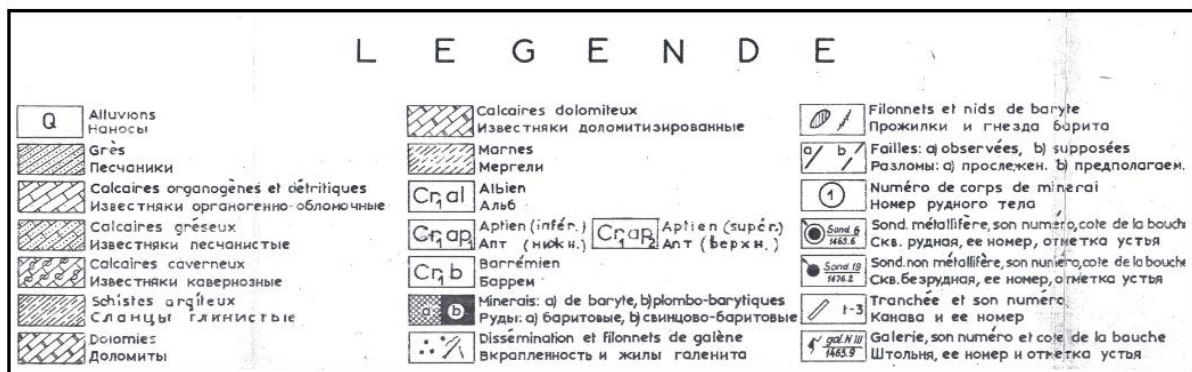 L E G E N D E
Q Alluvions
Наносы
Grès
Песчаники
Calcaires organogènes et détritiques
Известняки органогенно-обломочные
Calcaires gréseux
Известняки песчанистые
Calcaires caverneux
Известняки кавернозные
Schistes argileux
Сланцы глинистые
Dolomies
Доломиты
Calcaires dolomiteux
Известняки доломитизированные
Marnes
Мергели
Cr₁al Albien
Альб
Cr₁ap₁ Aptien (infér.) Cr₁ap₂ Aptien (supér.)
Апт (нижн.) Апт (верхн.)
Cr₁b Barrémien
Баррем
a b Minerais: a) de baryte, b) plombo-barytiques
Руды: а) баритовые, b) свинцово-баритовые
Dissémination et filonnets de galène
Вкрапленность и жилы галенита
Filonnets et nids de baryte
Прожилки и гнезда барита
a b Failles: a) observées, b) supposées
Разломы: а) прослежен. b) предполагаем.
1 Numéro de corps de minerai
Номер рудного тела
Sond. 6 1463.6 Sond. métallifère, son numéro, cote de la bouche
Скв. рудная, ее номер, отметка устья
Sond. 19 1476.2 Sond. non métallifère, son numéro, cote de la bouche
Скв. безрудная, ее номер, отметка устья
t-3 Tranchée et son numéro
Канава и ее номер
gal. N III 1463.9 Galerie, son numéro et cote de la bauche
Штольня, ее номер и отметка устья